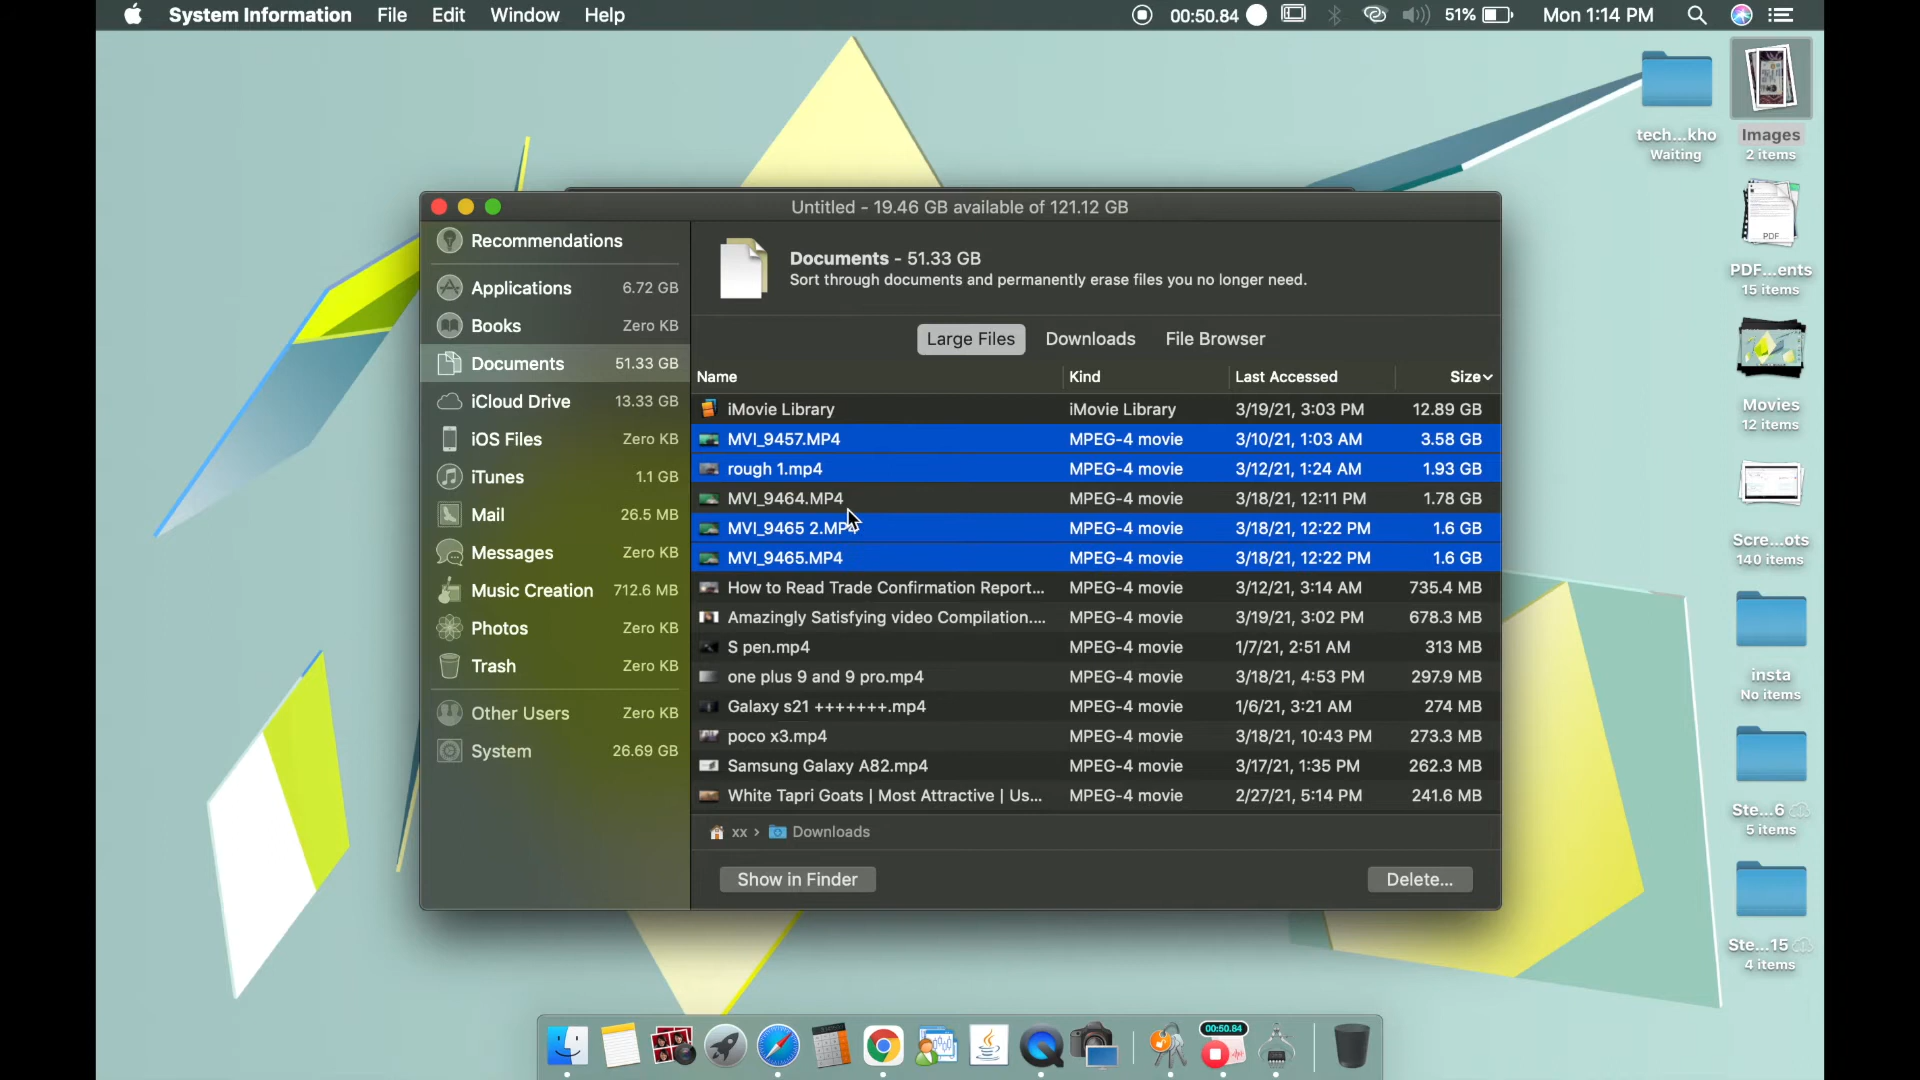 System Information File Edit Window Help 00:50.84 51% Mon 1:14 PM
tech...kho
Waiting
Images
2 items
PDF
PDF...ents
15 items
Movies
12 items
Scre...ots
140 items
insta
No items
Ste...6
5 items
Ste...15
4 items
Untitled - 19.46 GB available of 121.12 GB
Recommendations
Applications 6.72 GB
Books Zero KB
Documents 51.33 GB
iCloud Drive 13.33 GB
iOS Files Zero KB
iTunes 1.1 GB
Mail 26.5 MB
Messages Zero KB
Music Creation 712.6 MB
Photos Zero KB
Trash Zero KB
Other Users Zero KB
System 26.69 GB
Documents - 51.33 GB
Sort through documents and permanently erase files you no longer need.
Large Files Downloads File Browser
Name Kind Last Accessed Size
iMovie Library iMovie Library 3/19/21, 3:03 PM 12.89 GB
MVI_9457.MP4 MPEG-4 movie 3/10/21, 1:03 AM 3.58 GB
rough 1.mp4 MPEG-4 movie 3/12/21, 1:24 AM 1.93 GB
MVI_9464.MP4 MPEG-4 movie 3/18/21, 12:11 PM 1.78 GB
MVI_9465 2.MP4 MPEG-4 movie 3/18/21, 12:22 PM 1.6 GB
MVI_9465.MP4 MPEG-4 movie 3/18/21, 12:22 PM 1.6 GB
How to Read Trade Confirmation Report... MPEG-4 movie 3/12/21, 3:14 AM 735.4 MB
Amazingly Satisfying video Compilation.... MPEG-4 movie 3/19/21, 3:02 PM 678.3 MB
S pen.mp4 MPEG-4 movie 1/7/21, 2:51 AM 313 MB
one plus 9 and 9 pro.mp4 MPEG-4 movie 3/18/21, 4:53 PM 297.9 MB
Galaxy s21 +++++++.mp4 MPEG-4 movie 1/6/21, 3:21 AM 274 MB
poco x3.mp4 MPEG-4 movie 3/18/21, 10:43 PM 273.3 MB
Samsung Galaxy A82.mp4 MPEG-4 movie 3/17/21, 1:35 PM 262.3 MB
White Tapri Goats | Most Attractive | Us... MPEG-4 movie 2/27/21, 5:14 PM 241.6 MB
xx › Downloads
Show in Finder Delete...
00:50.84